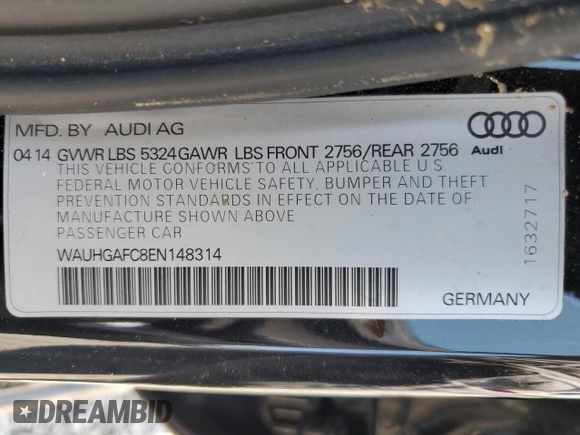 MFD. BY AUDI AG
Audi
04 14 GVWR LBS 5324 GAWR LBS FRONT 2756/REAR 2756
THIS VEHICLE CONFORMS TO ALL APPLICABLE U.S
FEDERAL MOTOR VEHICLE SAFETY, BUMPER AND THEFT
PREVENTION STANDARDS IN EFFECT ON THE DATE OF
MANUFACTURE SHOWN ABOVE
PASSENGER CAR
WAUHGAFC8EN148314
1632717
GERMANY
DREAMBID